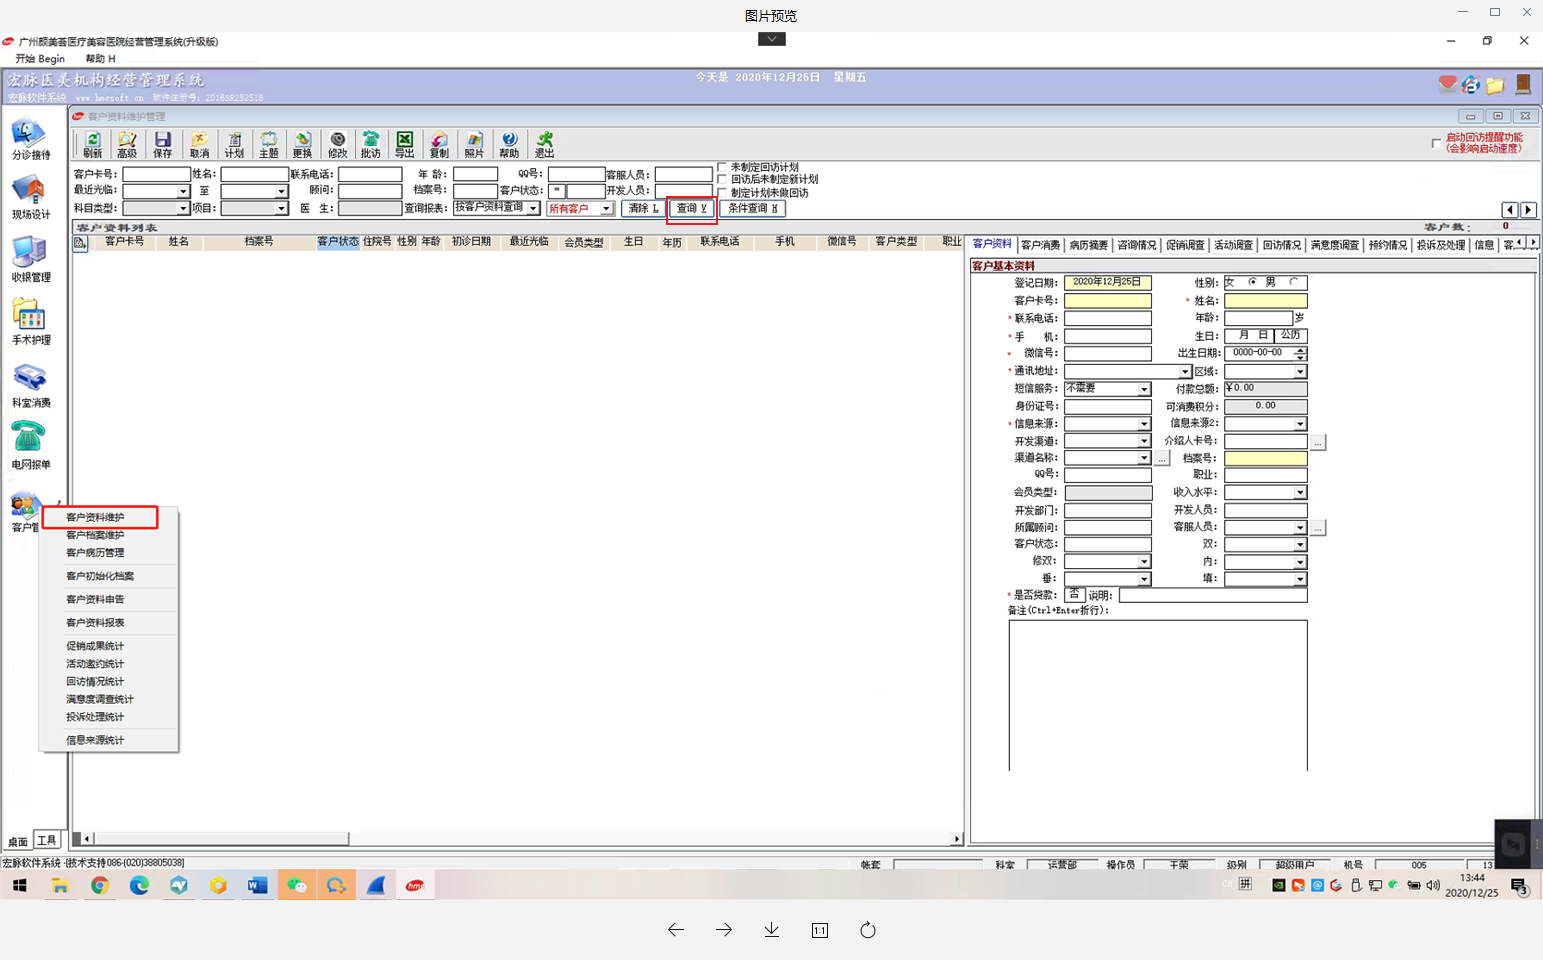 图片预览
广州颜美荟医疗美容医院经营管理系统(升级版)
开始 Begin 帮助 H
宏脉医美机构经营管理系统
今天是 2020年12月25日 星期五
宏脉软件系统 www.hmcsoft.cn 软件注册号: 2016SR252513
客户资料维护管理
刷新 高级 保存 取消 计划 主题 更换 修改 批访 导出 复制 照片 帮助 退出
启动回访提醒功能
(会影响启动速度)
客户卡号: 姓名: 联系电话: 年 龄: QQ号: 客服人员: 未制定回访计划
最近光临: 至 顾问: 档案号: 客户状态: = 开发人员: 回访后未制定新计划
制定计划未做回访
科目类型: 项目: 医 生: 查询报表: 按客户资料查询 所有客户 清除 L 查询 Y 条件查询 M
客户资料列表 客户数: 0
客户卡号 姓名 档案号 客户状态 住院号 性别 年龄 初诊日期 最近光临 会员类型 生日 年历 联系电话 手机 微信号 客户类型 职业
客户资料 客户消费 病历摘要 咨询情况 促销调查 活动调查 回访情况 满意度调查 预约情况 投诉及处理 信息 客
客户基本资料
登记日期: 2020年12月25日 性别: 女 男
客户卡号: * 姓名:
* 联系电话: 年龄: 岁
* 手 机: 生日: 月 日 公历
* 微信号: 出生日期: 0000-00-00
* 通讯地址: 区域:
短信服务: 不需要 付款总额: ¥0.00
身份证号: 可消费积分: 0.00
* 信息来源: 信息来源2:
开发渠道: 介绍人卡号: ...
渠道名称: ... 档案号:
QQ号: 职业:
会员类型: 收入水平:
开发部门: 开发人员:
所属顾问: 客服人员: ...
客户状态: 双:
修双: 内:
垂: 填:
* 是否贷款: 否 说明:
备注(Ctrl+Enter折行):
分诊接待
现场设计
收银管理
手术护理
科室消费
电网报单
客户管
客户资料维护
客户档案维护
客户病历管理
客户初始化档案
客户资料申告
客户资料报表
促销成果统计
活动邀约统计
回访情况统计
满意度调查统计
投诉处理统计
信息来源统计
桌面 工具
宏脉软件系统 -[技术支持086-(020)38805038]
帐套 科室 运营部 操作员 王荣 级别 超级用户 机号 005 13
CH 拼
13:44
2020/12/25
3
1:1